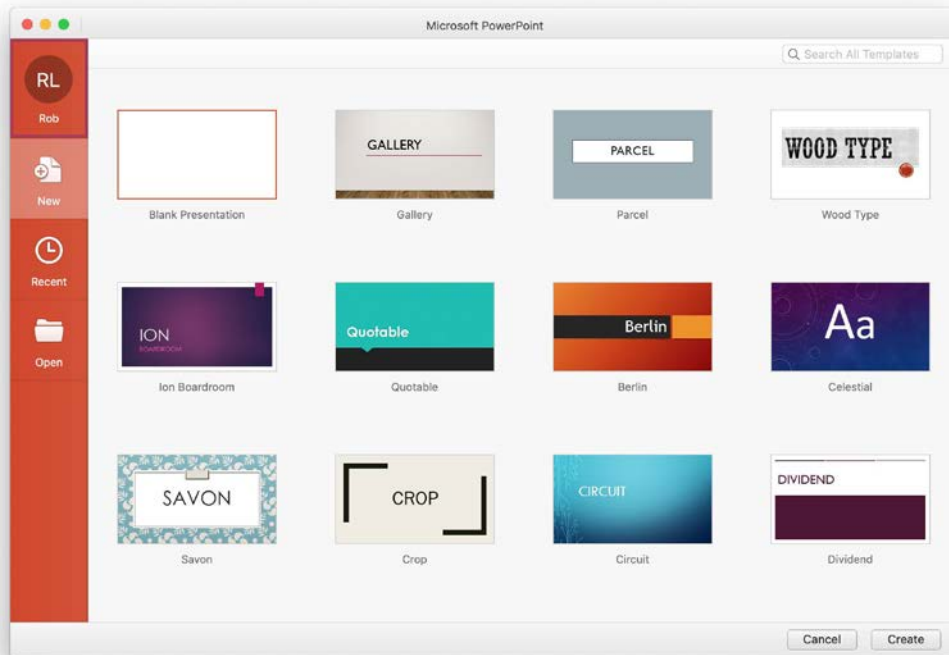 Microsoft PowerPoint
Search All Templates
RL
Rob
New
Recent
Open
GALLERY
PARCEL
WOOD TYPE
Blank Presentation
Gallery
Parcel
Wood Type
ION
BOARDROOM
Quotable
Berlin
Aa
Ion Boardroom
Quotable
Berlin
Celestial
SAVON
CROP
CIRCUIT
DIVIDEND
Savon
Crop
Circuit
Dividend
Cancel
Create